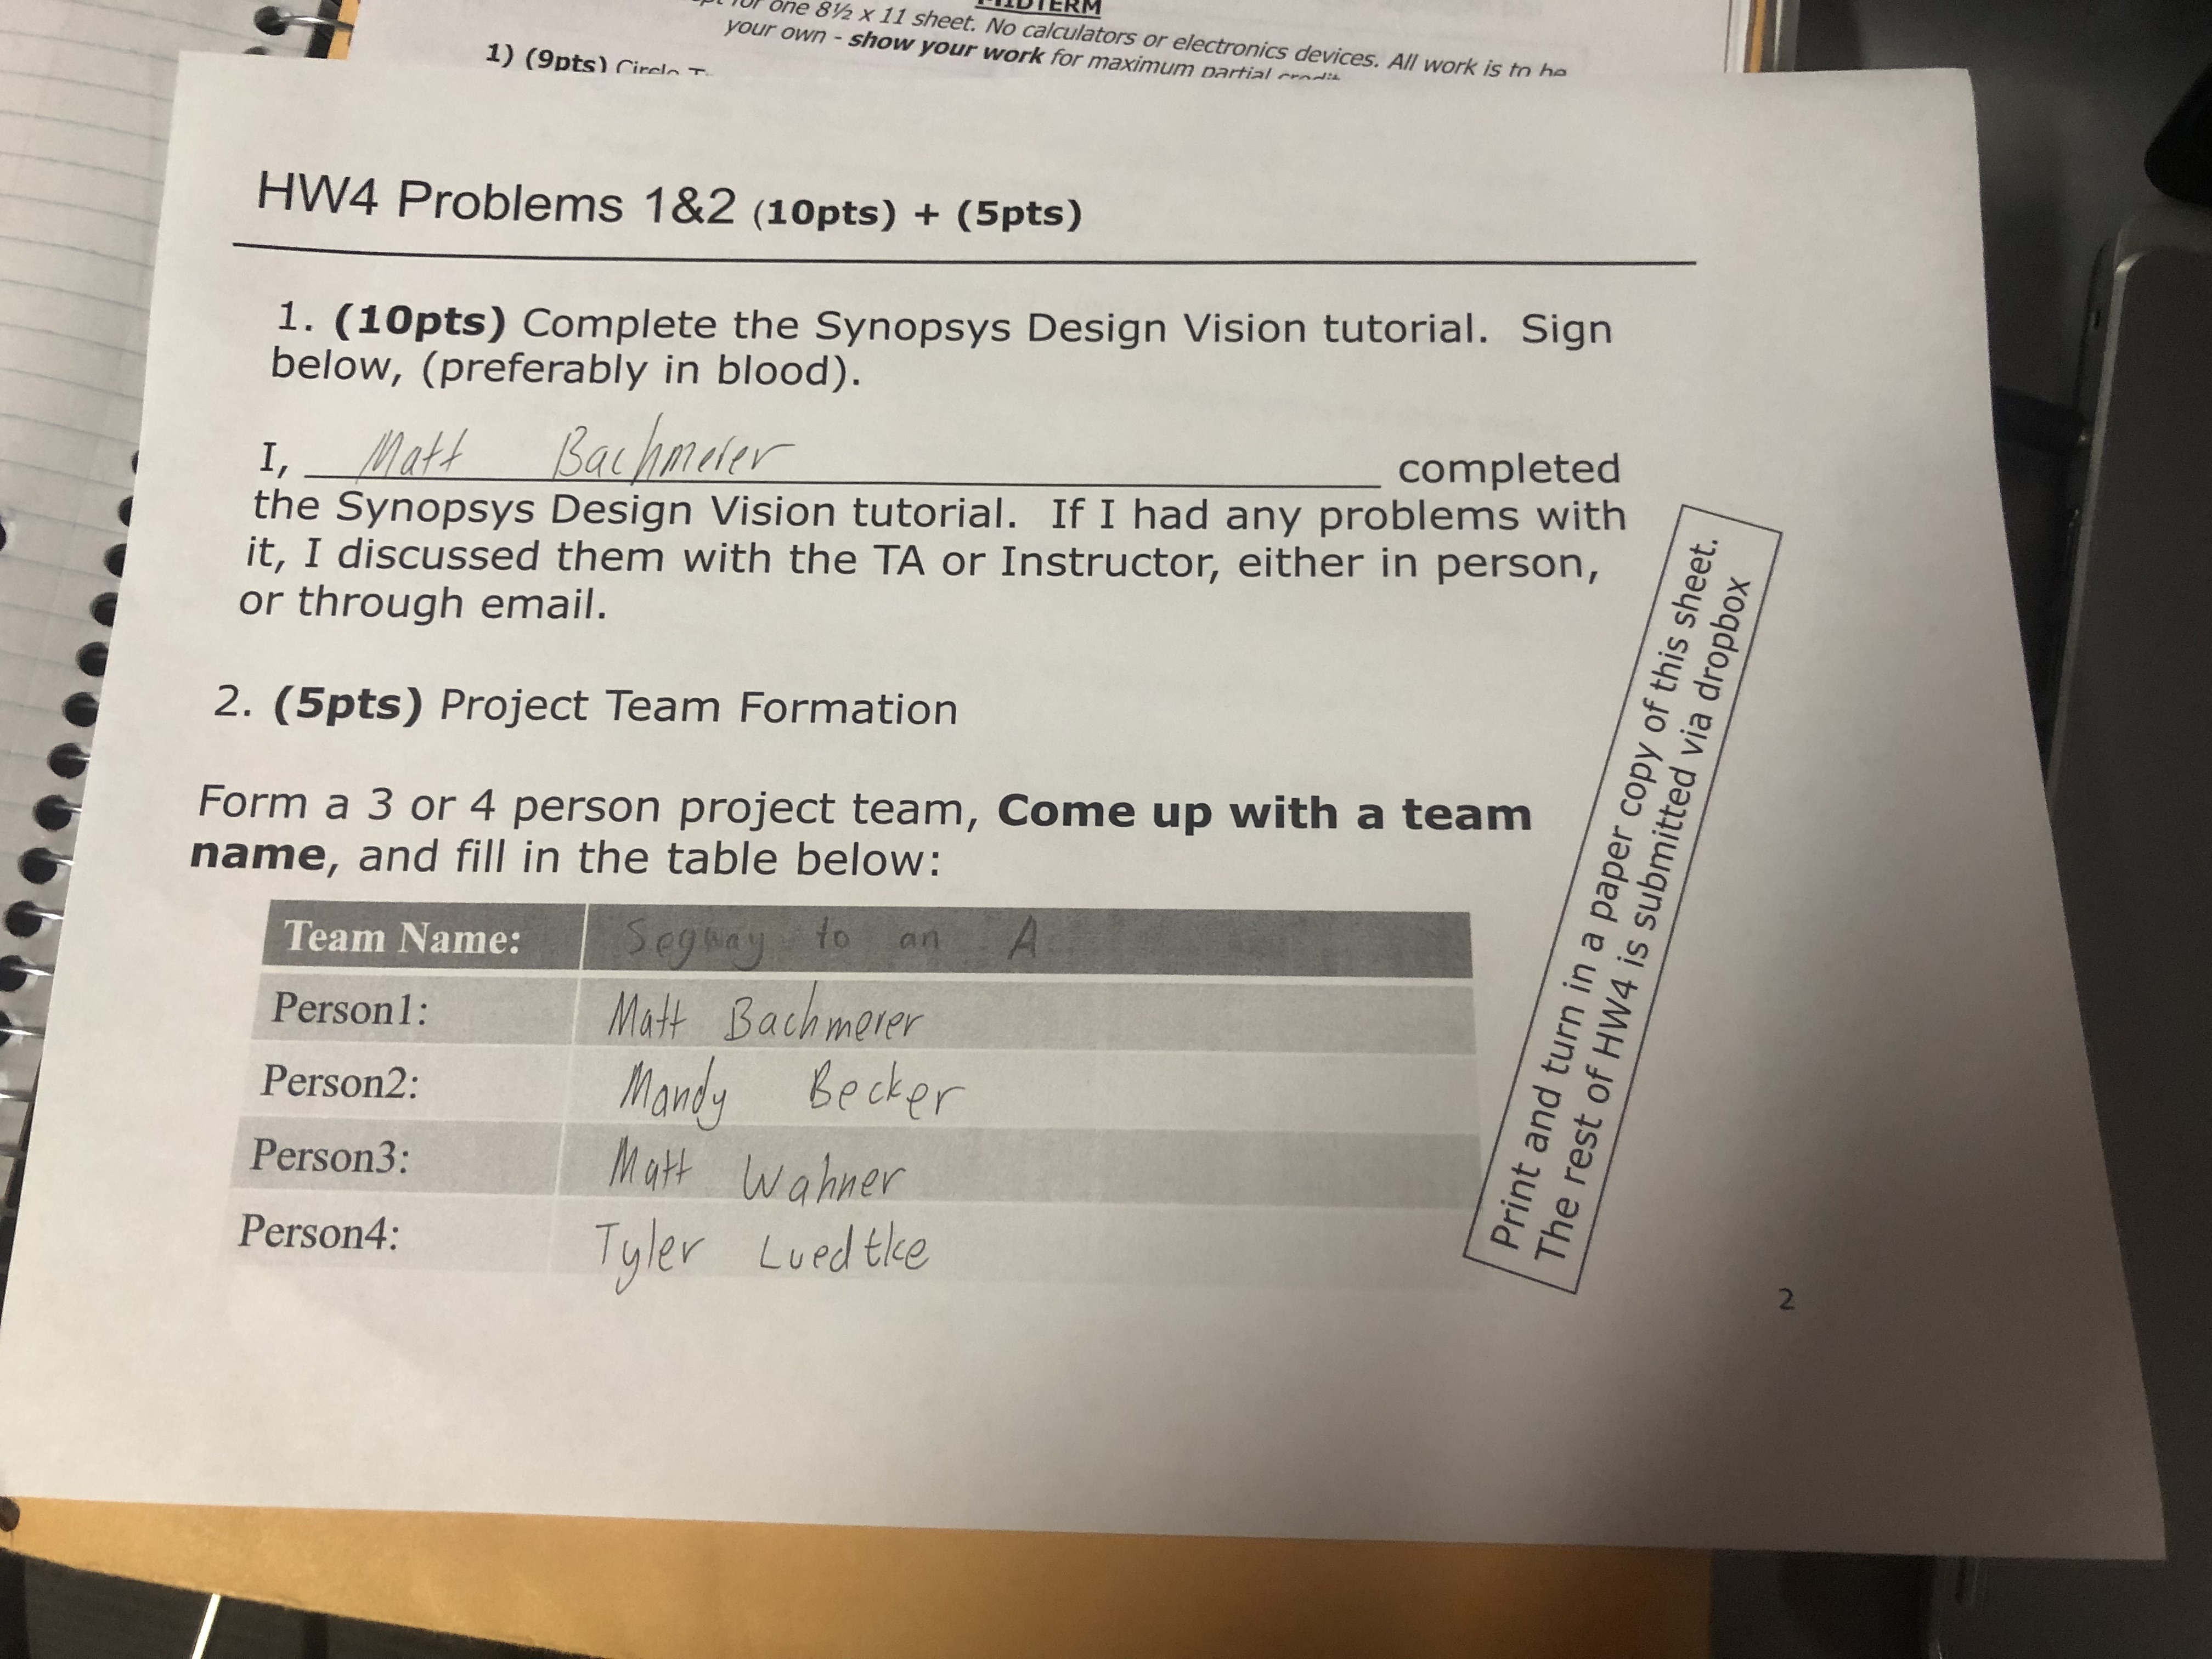 HW4 Problems 1&2 (10pts) + (5pts)
1. (10pts) Complete the Synopsys Design Vision tutorial. Sign
below, (preferably in blood).
I, Matt Bachmeier completed
the Synopsys Design Vision tutorial. If I had any problems with
it, I discussed them with the TA or Instructor, either in person,
or through email.
2. (5pts) Project Team Formation
Form a 3 or 4 person project team, Come up with a team
name, and fill in the table below:
Team Name: Segway to an A
Person1: Matt Bachmeier
Person2: Mandy Becker
Person3: Matt Wahner
Person4: Tyler Luedtke
Print and turn in a paper copy of this sheet.
The rest of HW4 is submitted via dropbox
2
MIDTERM
for one 8½ x 11 sheet. No calculators or electronics devices. All work is to be
your own - show your work for maximum partial credit
1) (9pts) Circle